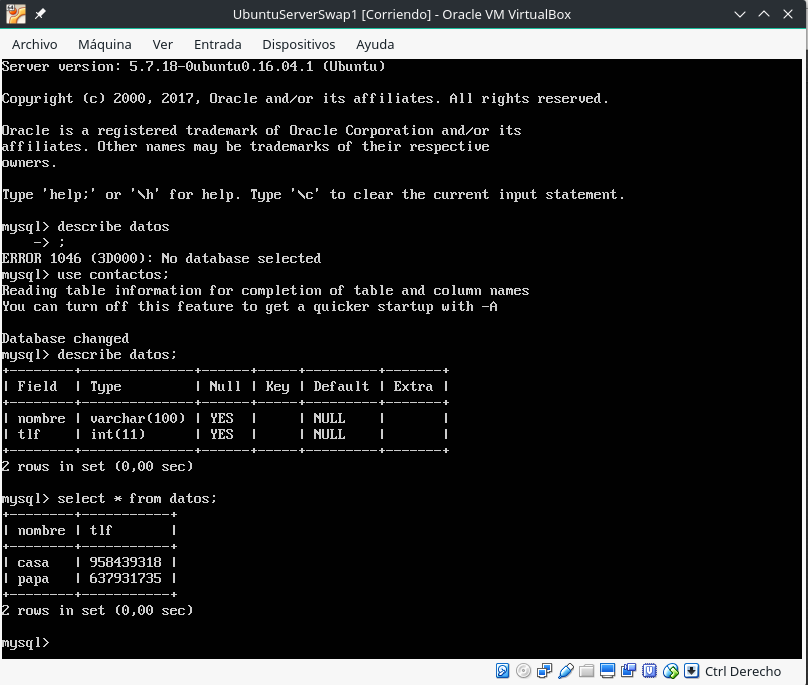 UbuntuServerSwap1 [Corriendo] - Oracle VM VirtualBox
Archivo Máquina Ver Entrada Dispositivos Ayuda
Server version: 5.7.18-0ubuntu0.16.04.1 (Ubuntu)
Copyright (c) 2000, 2017, Oracle and/or its affiliates. All rights reserved.
Oracle is a registered trademark of Oracle Corporation and/or its
affiliates. Other names may be trademarks of their respective
owners.
Type 'help;' or '\h' for help. Type '\c' to clear the current input statement.
mysql> describe datos
    -> ;
ERROR 1046 (3D000): No database selected
mysql> use contactos;
Reading table information for completion of table and column names
You can turn off this feature to get a quicker startup with -A
Database changed
mysql> describe datos;
+--------+--------------+------+-----+---------+-------+
| Field  | Type         | Null | Key | Default | Extra |
+--------+--------------+------+-----+---------+-------+
| nombre | varchar(100) | YES  |     | NULL    |       |
| tlf    | int(11)      | YES  |     | NULL    |       |
+--------+--------------+------+-----+---------+-------+
2 rows in set (0,00 sec)
mysql> select * from datos;
+--------+-----------+
| nombre | tlf       |
+--------+-----------+
| casa   | 958439318 |
| papa   | 637931735 |
+--------+-----------+
2 rows in set (0,00 sec)
mysql>
Ctrl Derecho